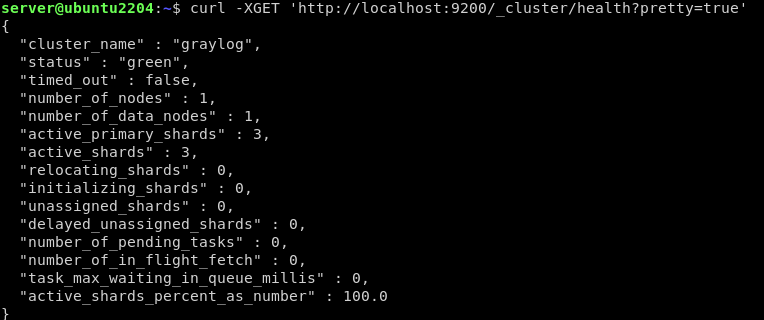 server@ubuntu2204:~$ curl -XGET 'http://localhost:9200/_cluster/health?pretty=true'
{
  "cluster_name" : "graylog",
  "status" : "green",
  "timed_out" : false,
  "number_of_nodes" : 1,
  "number_of_data_nodes" : 1,
  "active_primary_shards" : 3,
  "active_shards" : 3,
  "relocating_shards" : 0,
  "initializing_shards" : 0,
  "unassigned_shards" : 0,
  "delayed_unassigned_shards" : 0,
  "number_of_pending_tasks" : 0,
  "number_of_in_flight_fetch" : 0,
  "task_max_waiting_in_queue_millis" : 0,
  "active_shards_percent_as_number" : 100.0
}